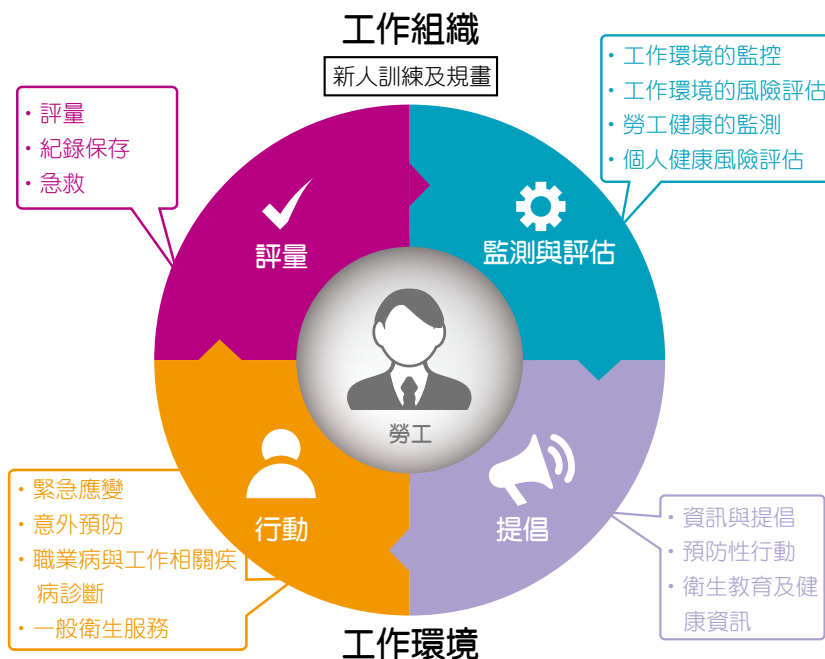 工作組織
新人訓練及規畫
・評量
・紀錄保存
・急救
・工作環境的監控
・工作環境的風險評估
・勞工健康的監測
・個人健康風險評估
評量
監測與評估
勞工
行動
提倡
・緊急應變
・意外預防
・職業病與工作相關疾
病診斷
・一般衛生服務
・資訊與提倡
・預防性行動
・衛生教育及健
康資訊
工作環境